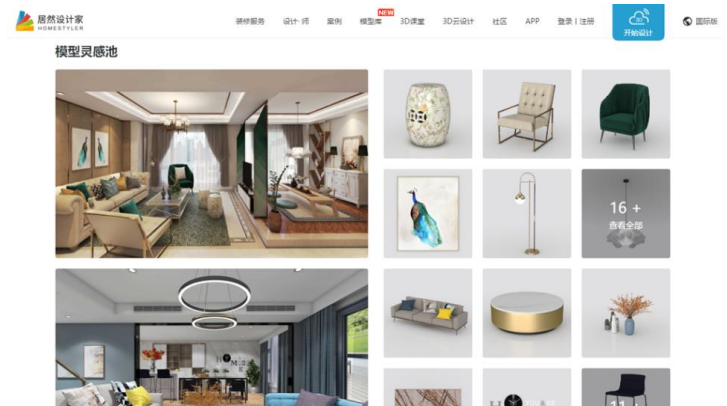 居然设计家
HOMESTYLER
装修服务 设计师 案例 模型库 NEW 3D课堂 3D云设计 社区 APP 登录 | 注册
3D
开始设计
国际版
模型灵感池
16 +
查看全部